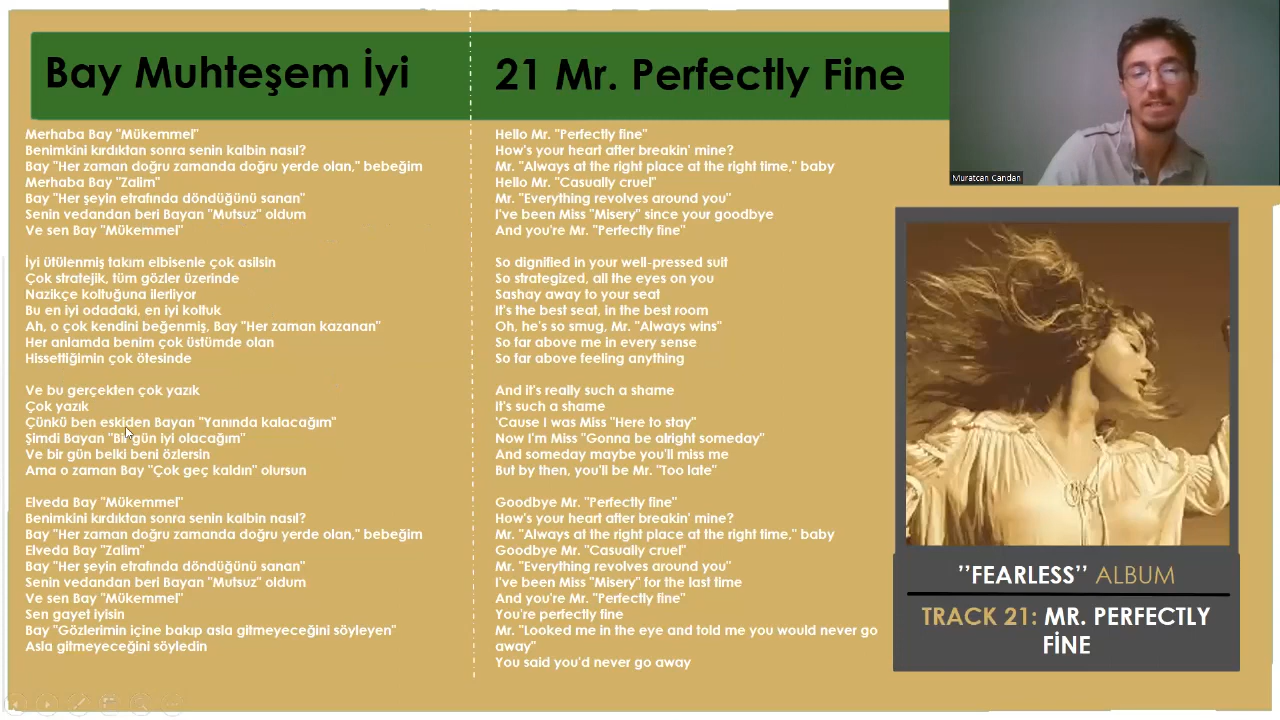 Bay Muhteşem İyi
Merhaba Bay "Mükemmel"
Benimkini kırdıktan sonra senin kalbin nasıl?
Bay "Her zaman doğru zamanda doğru yerde olan," bebeğim
Merhaba Bay "Zalim"
Bay "Her şeyin etrafında döndüğünü sanan"
Senin vedandan beri Bayan "Mutsuz" oldum
Ve sen Bay "Mükemmel"
İyi ütülenmiş takım elbisenle çok asilsin
Çok stratejik, tüm gözler üzerinde
Nazikçe koltuğuna ilerliyor
Bu en iyi odadaki, en iyi koltuk
Ah, o çok kendini beğenmiş, Bay "Her zaman kazanan"
Her anlamda benim çok üstümde olan
Hissettiğimin çok ötesinde
Ve bu gerçekten çok yazık
Çok yazık
Çünkü ben eskiden Bayan "Yanında kalacağım"
Şimdi Bayan "Bir gün iyi olacağım"
Ve bir gün belki beni özlersin
Ama o zaman Bay "Çok geç kaldın" olursun
Elveda Bay "Mükemmel"
Benimkini kırdıktan sonra senin kalbin nasıl?
Bay "Her zaman doğru zamanda doğru yerde olan," bebeğim
Elveda Bay "Zalim"
Bay "Her şeyin etrafında döndüğünü sanan"
Senin vedandan beri Bayan "Mutsuz" oldum
Ve sen Bay "Mükemmel"
Sen gayet iyisin
Bay "Gözlerimin içine bakıp asla gitmeyeceğini söyleyen"
Asla gitmeyeceğini söyledin
21 Mr. Perfectly Fine
Hello Mr. "Perfectly fine"
How's your heart after breakin' mine?
Mr. "Always at the right place at the right time," baby
Hello Mr. "Casually cruel"
Mr. "Everything revolves around you"
I've been Miss "Misery" since your goodbye
And you're Mr. "Perfectly fine"
So dignified in your well-pressed suit
So strategized, all the eyes on you
Sashay away to your seat
It's the best seat, in the best room
Oh, he's so smug, Mr. "Always wins"
So far above me in every sense
So far above feeling anything
And it's really such a shame
It's such a shame
'Cause I was Miss "Here to stay"
Now I'm Miss "Gonna be alright someday"
And someday maybe you'll miss me
But by then, you'll be Mr. "Too late"
Goodbye Mr. "Perfectly fine"
How's your heart after breakin' mine?
Mr. "Always at the right place at the right time," baby
Goodbye Mr. "Casually cruel"
Mr. "Everything revolves around you"
I've been Miss "Misery" for the last time
And you're Mr. "Perfectly fine"
You're perfectly fine
Mr. "Looked me in the eye and told me you would never go
away"
You said you'd never go away
Muratcan Candan
’’FEARLESS’’ ALBUM
TRACK 21: MR. PERFECTLY
FİNE